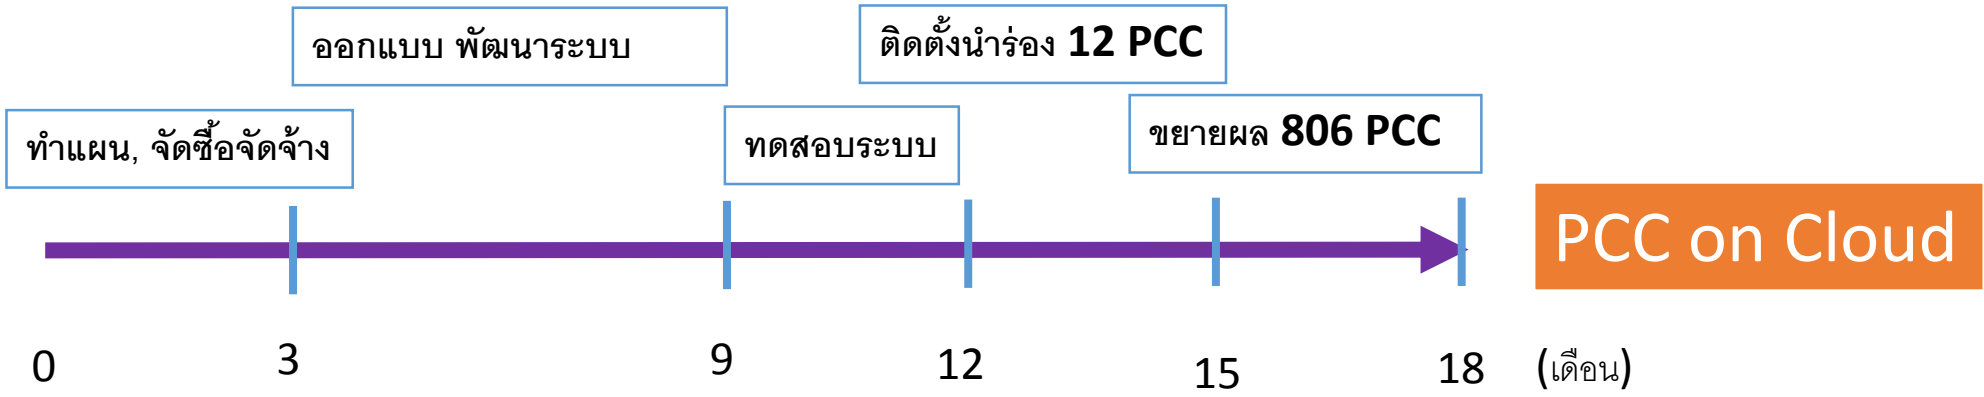 ออกแบบ พัฒนาระบบ
ติดตั้งนำร่อง 12 PCC
ทำแผน, จัดซื้อจัดจ้าง
ทดสอบระบบ
ขยายผล 806 PCC
PCC on Cloud
0 3 9 12 15 18 (เดือน)